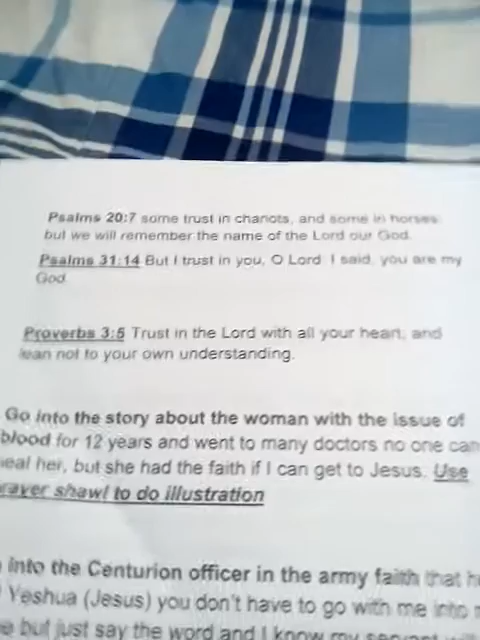 Psalms 20:7 some trust in chariots, and some in horses
but we will remember the name of the Lord our God.
Psalms 31:14 But I trust in you, O Lord I said, you are my
God
Proverbs 3:5 Trust in the Lord with all your heart, and
lean not to your own understanding.
Go into the story about the woman with the issue of
blood for 12 years and went to many doctors no one can
heal her, but she had the faith if I can get to Jesus. Use
prayer shawl to do illustration
into the Centurion officer in the army faith that
Yeshua (Jesus) you don't have to go with me into
but just say the word and I know my